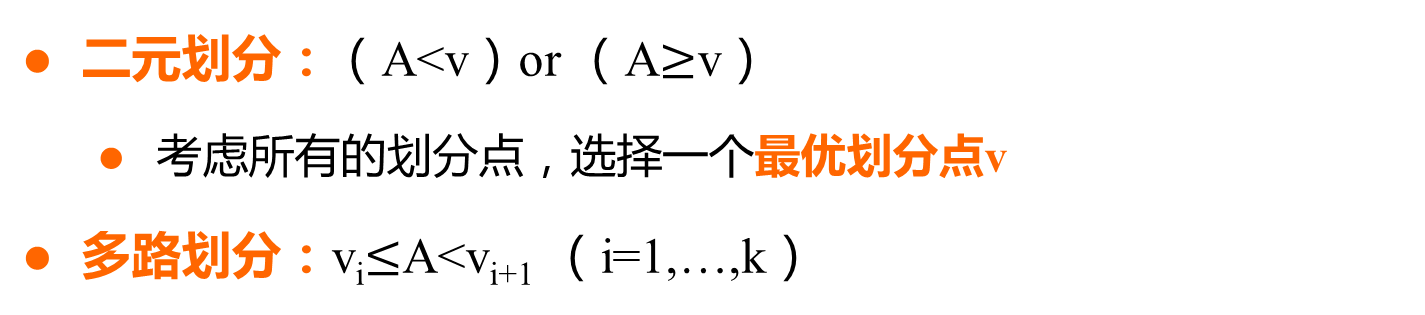 ● 二元划分：（A<v）or （A≥v）
● 考虑所有的划分点，选择一个最优划分点v
● 多路划分：vᵢ≤A<vᵢ₊₁ （i=1,…,k）